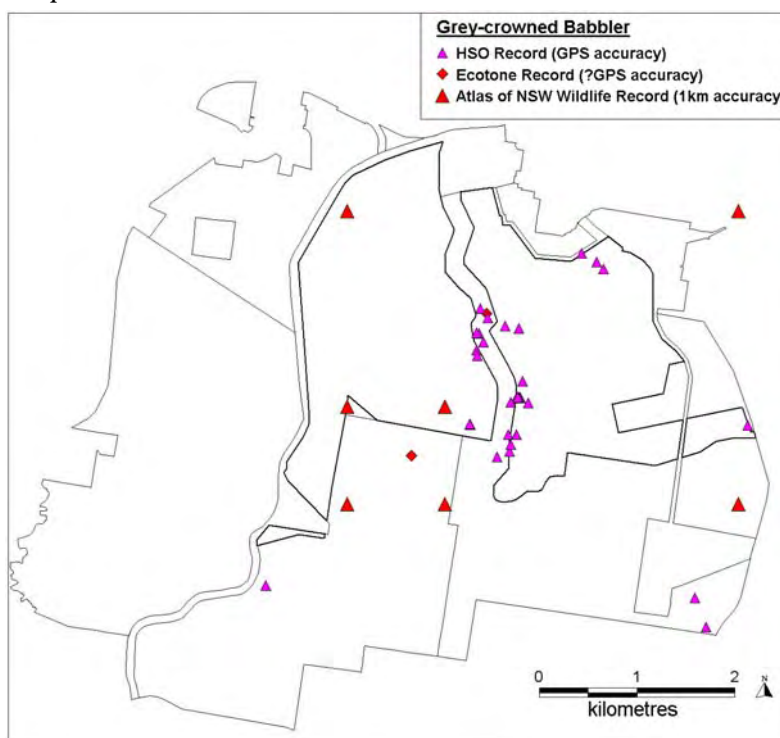 Grey-crowned Babbler
HSO Record (GPS accuracy)
Ecotone Record (?GPS accuracy)
Atlas of NSW Wildlife Record (1km accuracy
0 1 2
kilometres
N